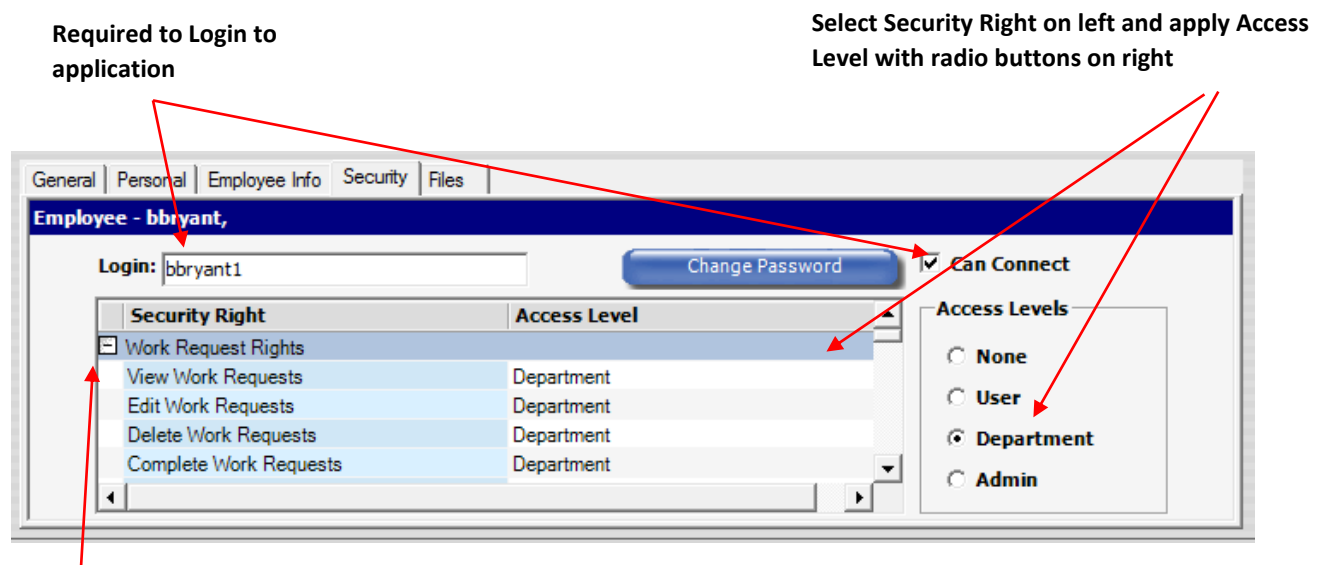 Required to Login to
application
Select Security Right on left and apply Access
Level with radio buttons on right
General Personal Employee Info Security Files
Employee - bbryant,
Login: bbryant1 Change Password Can Connect
Security Right Access Level
Access Levels
Work Request Rights
None
View Work Requests Department
User
Edit Work Requests Department
Delete Work Requests Department
Department
Complete Work Requests Department
Admin